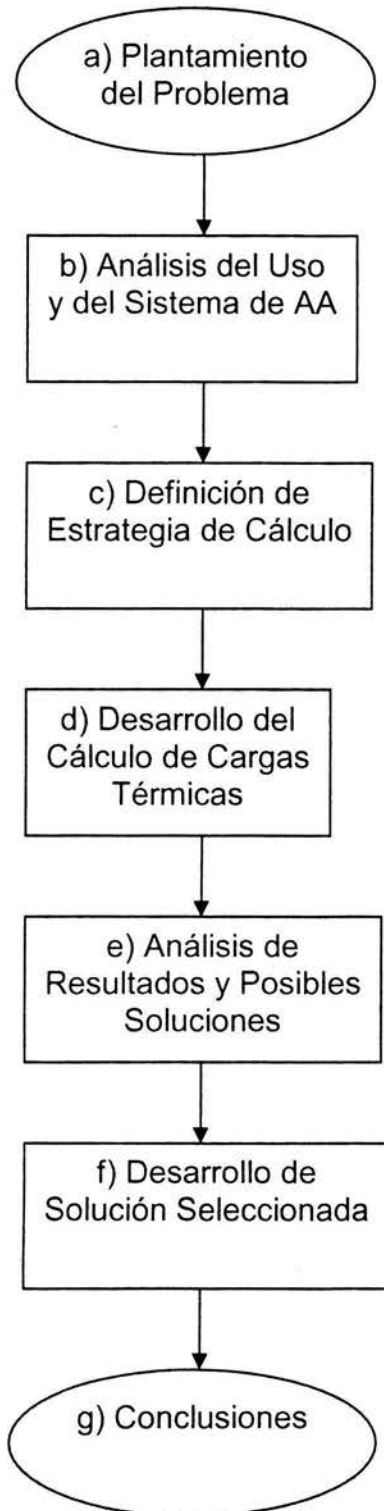 a) Plantamiento
del Problema
b) Análisis del Uso
y del Sistema de AA
c) Definición de
Estrategia de Cálculo
d) Desarrollo del
Cálculo de Cargas
Térmicas
e) Análisis de
Resultados y Posibles
Soluciones
f) Desarrollo de
Solución Seleccionada
g) Conclusiones